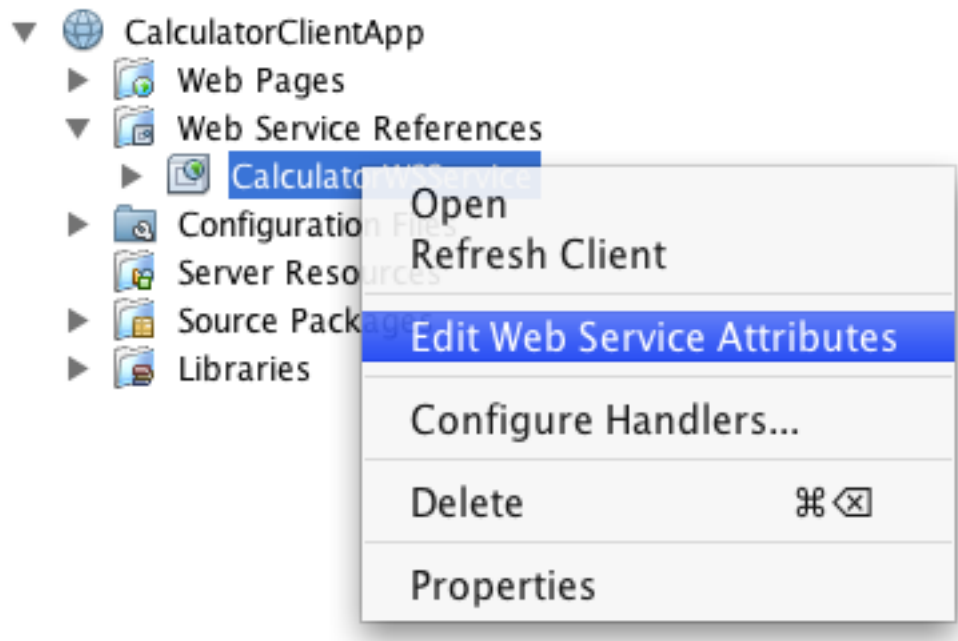 CalculatorClientApp
Web Pages
Web Service References
CalculatorWSService
Configuration Files
Server Resources
Source Packages
Libraries
Open
Refresh Client
Edit Web Service Attributes
Configure Handlers...
Delete ⌘⌫
Properties